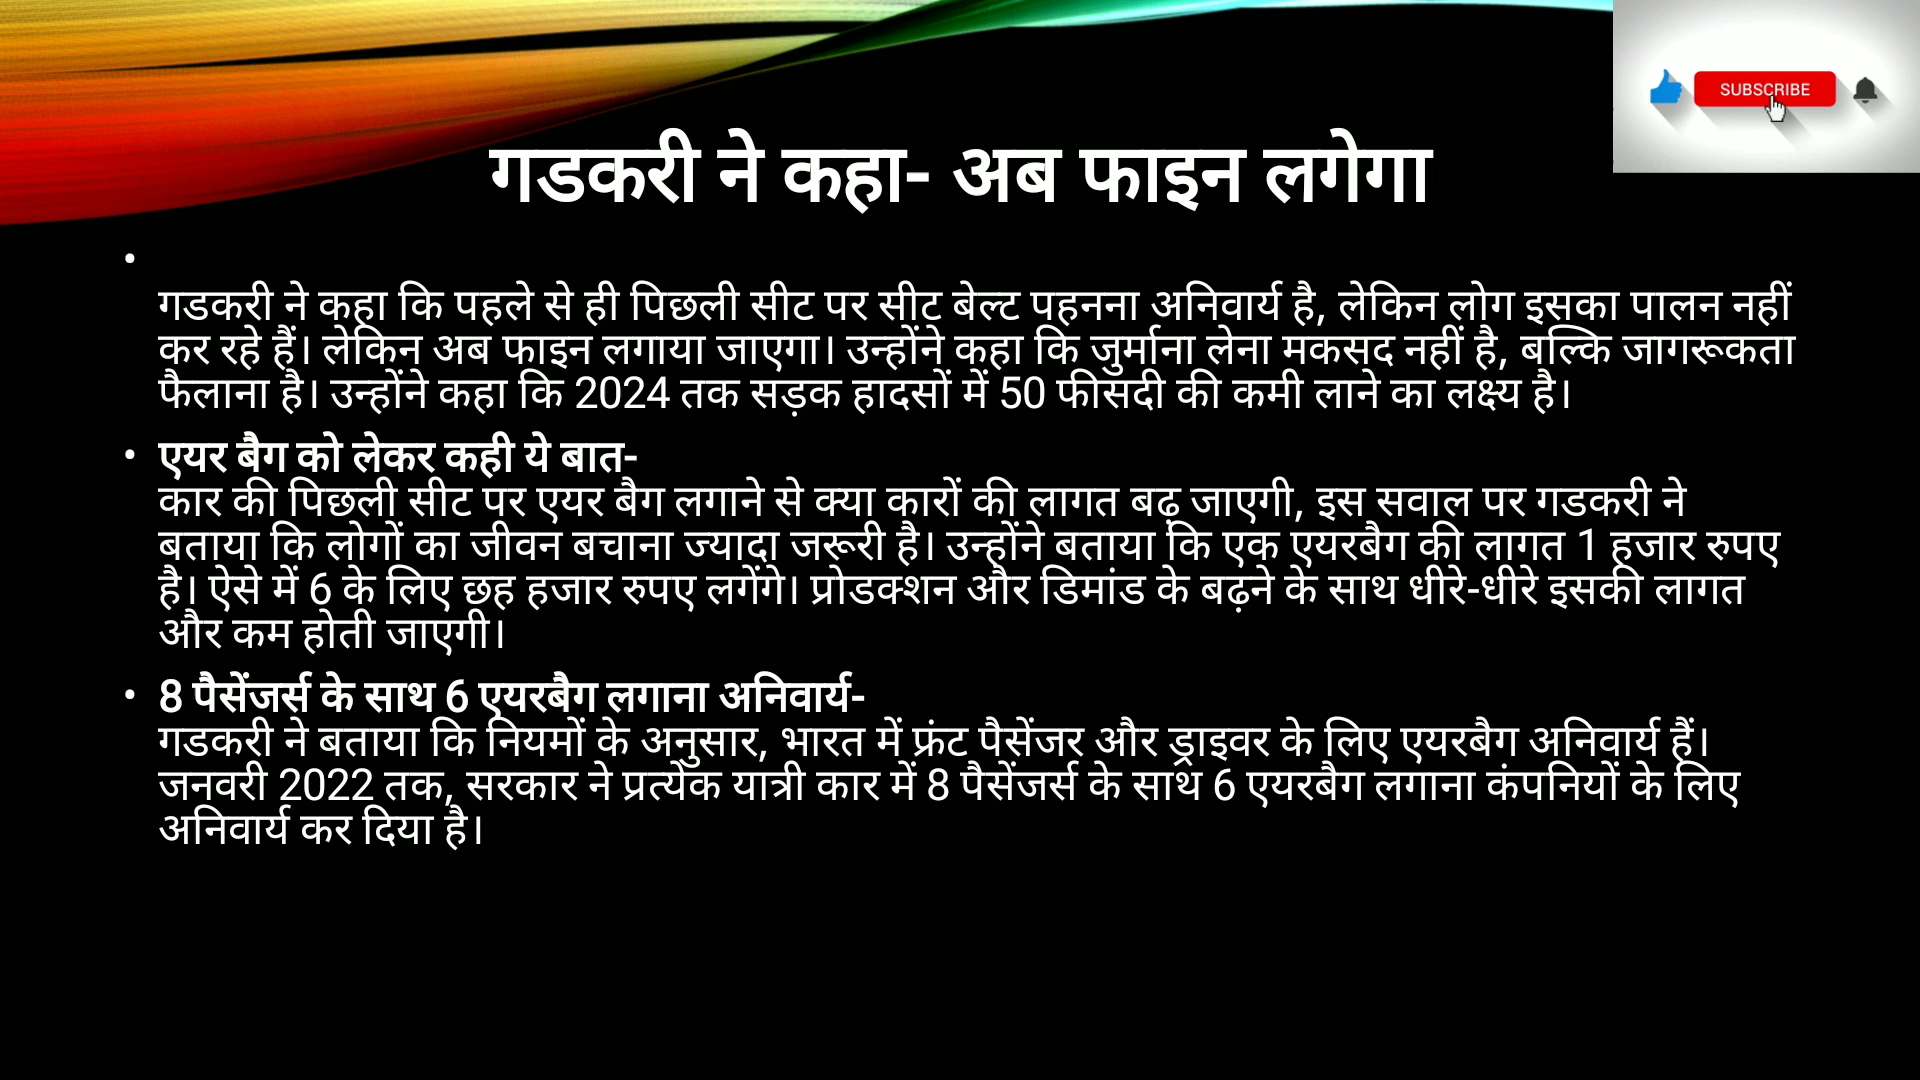 SUBSCRIBE
गडकरी ने कहा- अब फाइन लगेगा
•
गडकरी ने कहा कि पहले से ही पिछली सीट पर सीट बेल्ट पहनना अनिवार्य है, लेकिन लोग इसका पालन नहीं
कर रहे हैं। लेकिन अब फाइन लगाया जाएगा। उन्होंने कहा कि जुर्माना लेना मकसद नहीं है, बल्कि जागरूकता
फैलाना है। उन्होंने कहा कि 2024 तक सड़क हादसों में 50 फीसदी की कमी लाने का लक्ष्य है।
• एयर बैग को लेकर कही ये बात-
कार की पिछली सीट पर एयर बैग लगाने से क्या कारों की लागत बढ़ जाएगी, इस सवाल पर गडकरी ने
बताया कि लोगों का जीवन बचाना ज्यादा जरूरी है। उन्होंने बताया कि एक एयरबैग की लागत 1 हजार रुपए
है। ऐसे में 6 के लिए छह हजार रुपए लगेंगे। प्रोडक्शन और डिमांड के बढ़ने के साथ धीरे-धीरे इसकी लागत
और कम होती जाएगी।
• 8 पैसेंजर्स के साथ 6 एयरबैग लगाना अनिवार्य-
गडकरी ने बताया कि नियमों के अनुसार, भारत में फ्रंट पैसेंजर और ड्राइवर के लिए एयरबैग अनिवार्य हैं।
जनवरी 2022 तक, सरकार ने प्रत्येक यात्री कार में 8 पैसेंजर्स के साथ 6 एयरबैग लगाना कंपनियों के लिए
अनिवार्य कर दिया है।